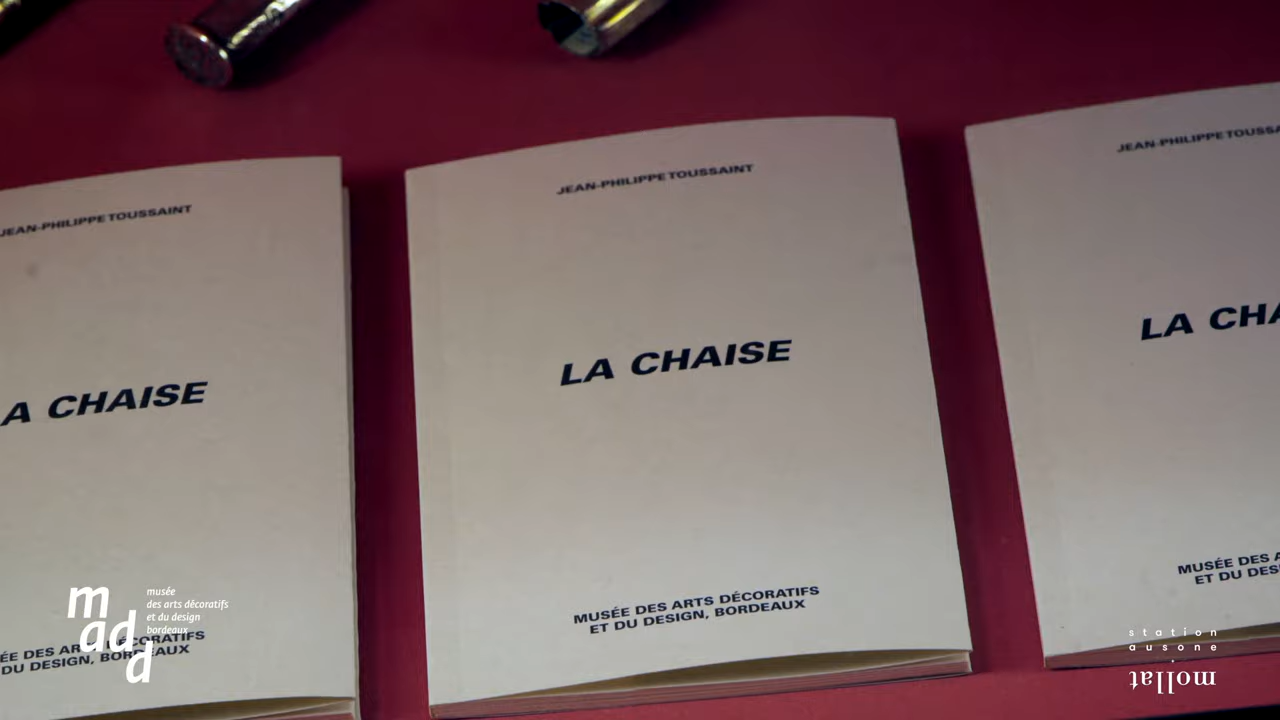 JEAN-PHILIPPE TOUSSAINT
A CHAISE
ÉE DES ARTS DÉCORATIFS
DU DESIGN, BORDEAUX
JEAN-PHILIPPE TOUSSAINT
LA CHAISE
MUSÉE DES ARTS DÉCORATIFS
ET DU DESIGN, BORDEAUX
JEAN-PHILIPPE TOUSSA
LA CHA
MUSÉE DES A
ET DU DES
madd
musée
des arts décoratifs
et du design
bordeaux
station
ausone
mollat